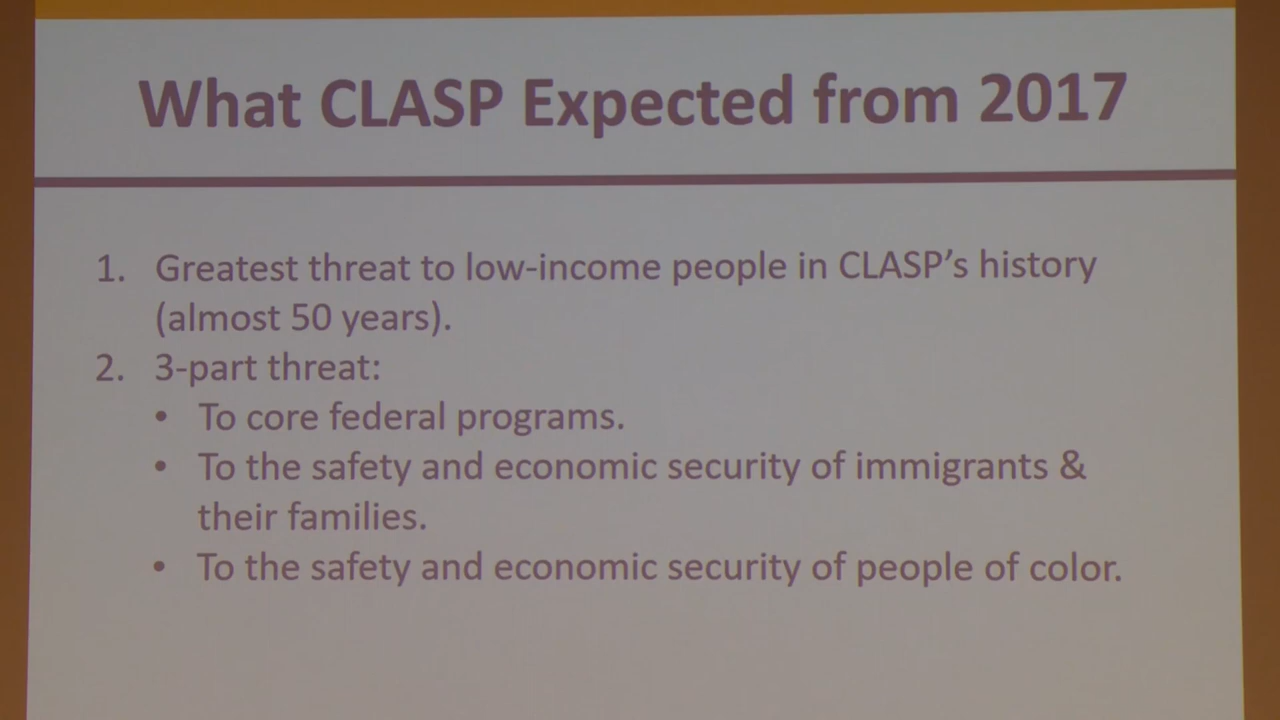 What CLASP Expected from 2017
1. Greatest threat to low-income people in CLASP's history
(almost 50 years).
2. 3-part threat:
• To core federal programs.
• To the safety and economic security of immigrants &
their families.
• To the safety and economic security of people of color.